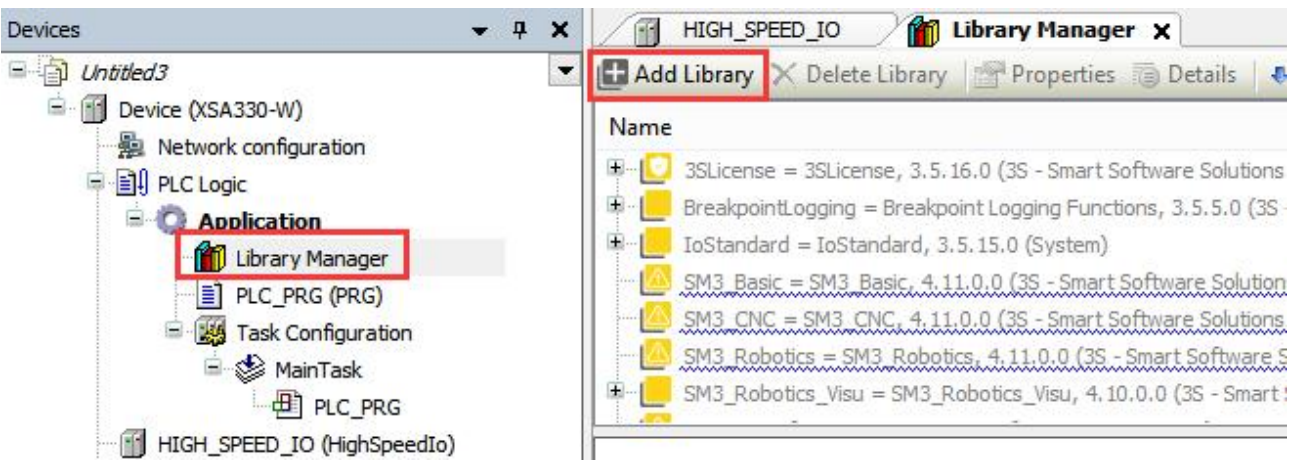 Devices
Untitled3
Device (XSA330-W)
Network configuration
PLC Logic
Application
Library Manager
PLC_PRG (PRG)
Task Configuration
MainTask
PLC_PRG
HIGH_SPEED_IO (HighSpeedIo)
HIGH_SPEED_IO Library Manager
Add Library Delete Library Properties Details
Name
3SLicense = 3SLicense, 3.5.16.0 (3S - Smart Software Solutions
BreakpointLogging = Breakpoint Logging Functions, 3.5.5.0 (3S -
IoStandard = IoStandard, 3.5.15.0 (System)
SM3_Basic = SM3_Basic, 4.11.0.0 (3S - Smart Software Solution
SM3_CNC = SM3_CNC, 4.11.0.0 (3S - Smart Software Solutions
SM3_Robotics = SM3_Robotics, 4.11.0.0 (3S - Smart Software S
SM3_Robotics_Visu = SM3_Robotics_Visu, 4.10.0.0 (3S - Smart